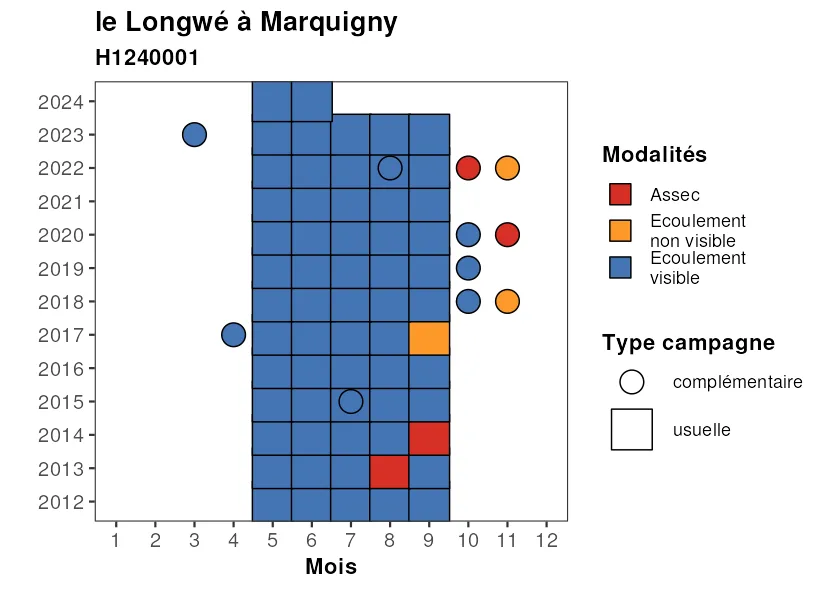 le Longwé à Marquigny
H1240001
2024
2023
2022
2021
2020
2019
2018
2017
2016
2015
2014
2013
2012
1 2 3 4 5 6 7 8 9 10 11 12
Mois
Modalités
Assec
Ecoulement
non visible
Ecoulement
visible
Type campagne
complémentaire
usuelle